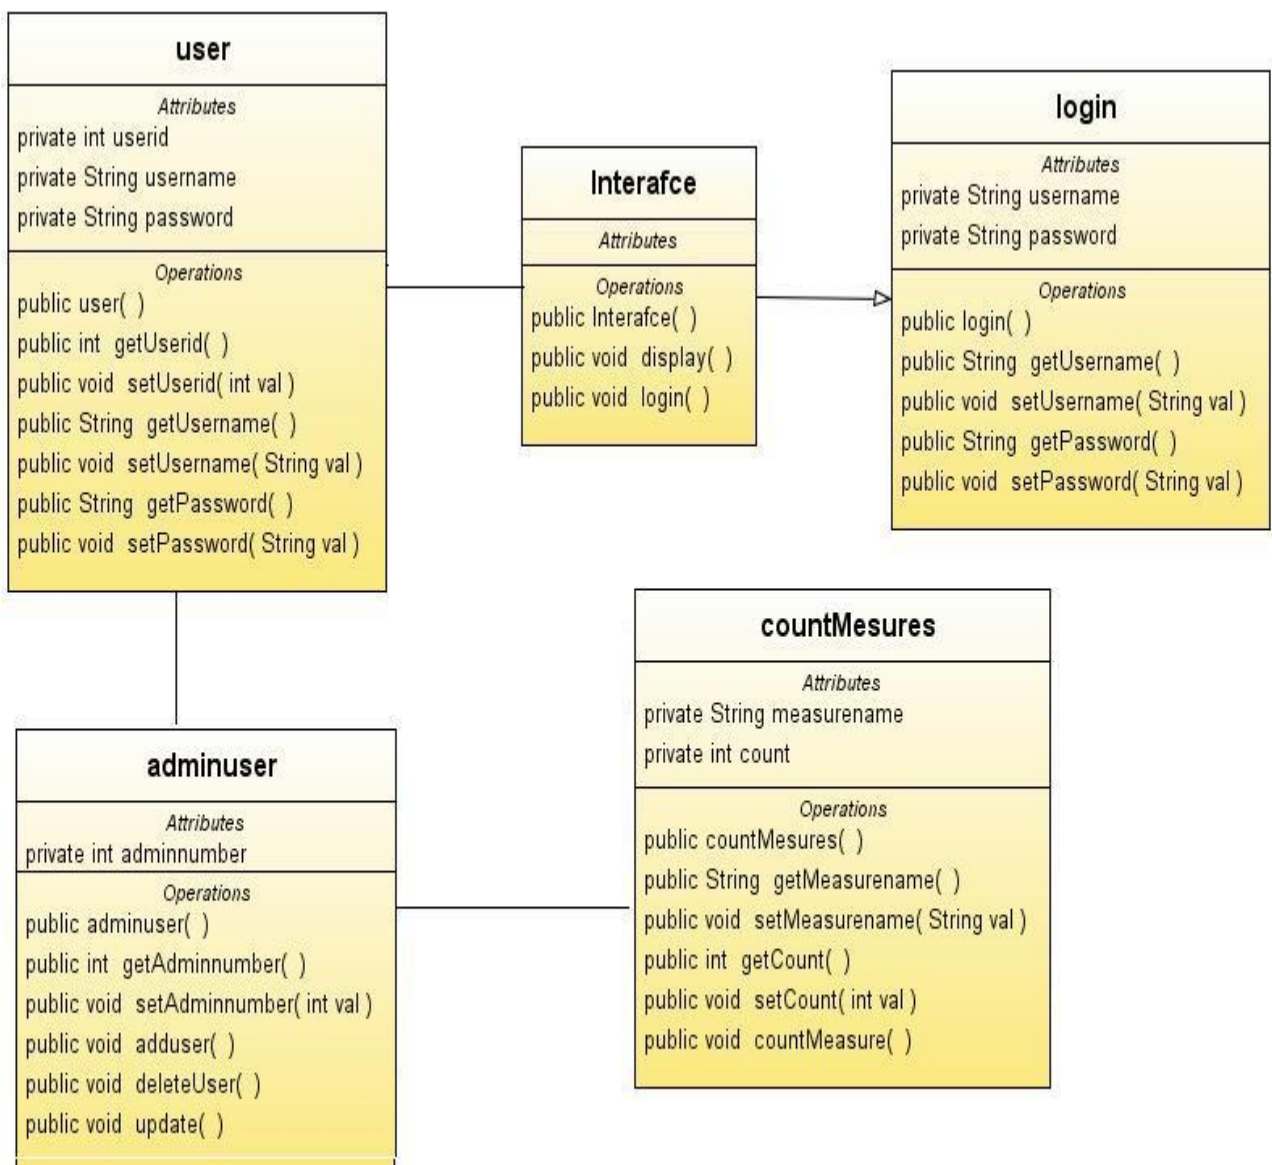 user
Attributes
private int userid
private String username
private String password
Operations
public user( )
public int getUserid( )
public void setUserid( int val )
public String getUsername( )
public void setUsername( String val )
public String getPassword( )
public void setPassword( String val )
Interafce
Attributes
Operations
public Interafce( )
public void display( )
public void login( )
login
Attributes
private String username
private String password
Operations
public login( )
public String getUsername( )
public void setUsername( String val )
public String getPassword( )
public void setPassword( String val )
adminuser
Attributes
private int adminnumber
Operations
public adminuser( )
public int getAdminnumber( )
public void setAdminnumber( int val )
public void adduser( )
public void deleteUser( )
public void update( )
countMesures
Attributes
private String measurename
private int count
Operations
public countMesures( )
public String getMeasurename( )
public void setMeasurename( String val )
public int getCount( )
public void setCount( int val )
public void countMeasure( )